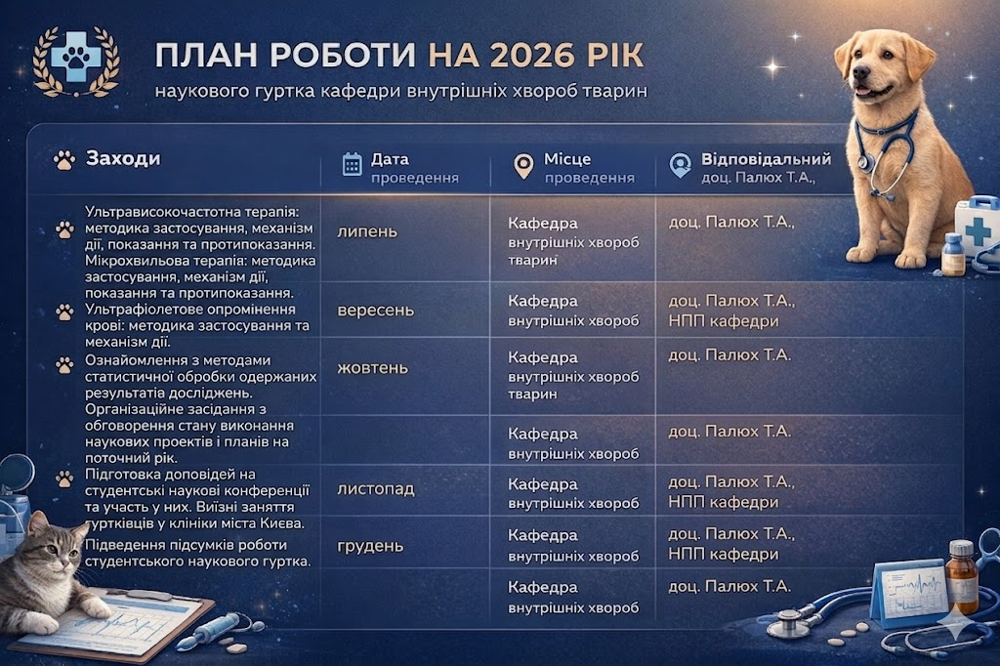 ПЛАН РОБОТИ НА 2026 РІК
наукового гуртка кафедри внутрішніх хвороб тварин
Заходи
Дата
проведення
Місце
проведення
Відповідальний
доц. Палюх Т.А.,
Ультрависокочастотна терапія:
методика застосування, механізм
дії, показання та протипоказання.
Мікрохвильова терапія: методика
застосування, механізм дії,
показання та протипоказання.
липень
Кафедра
внутрішніх хвороб
тварин
доц. Палюх Т.А.,
Ультрафіолетове опромінення
крові: методика застосування та
механізм дії.
вересень
Кафедра
внутрішніх хвороб
доц. Палюх Т.А.,
НПП кафедри
Ознайомлення з методами
статистичної обробки одержаних
результатів досліджень.
Організаційне засідання з
обговорення стану виконання
наукових проектів і планів на
поточний рік.
жовтень
Кафедра
внутрішніх хвороб
тварин
доц. Палюх Т.А.
Кафедра
внутрішніх хвороб
доц. Палюх Т.А.
Підготовка доповідей на
студентські наукові конференції
та участь у них. Виїзні заняття
гуртківців у клініки міста Києва.
листопад
Кафедра
внутрішніх хвороб
доц. Палюх Т.А.,
НПП кафедри
Підведення підсумків роботи
студентського наукового гуртка.
грудень
Кафедра
внутрішніх хвороб
доц. Палюх Т.А.,
НПП кафедри
Кафедра
внутрішніх хвороб
доц. Палюх Т.А.